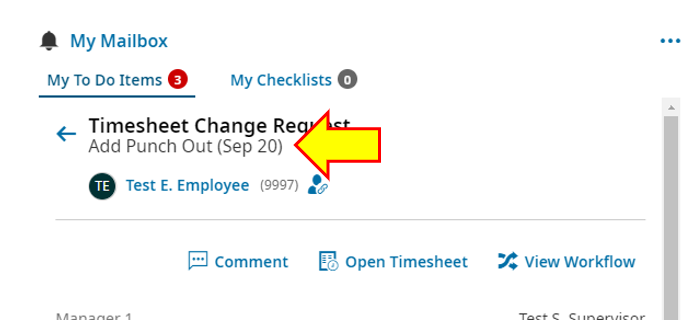 My Mailbox
My To Do Items 3 My Checklists 0
Timesheet Change Request
Add Punch Out (Sep 20)
TE Test E. Employee (9997)
Comment Open Timesheet View Workflow
Manager 1 Test S. Supervisor